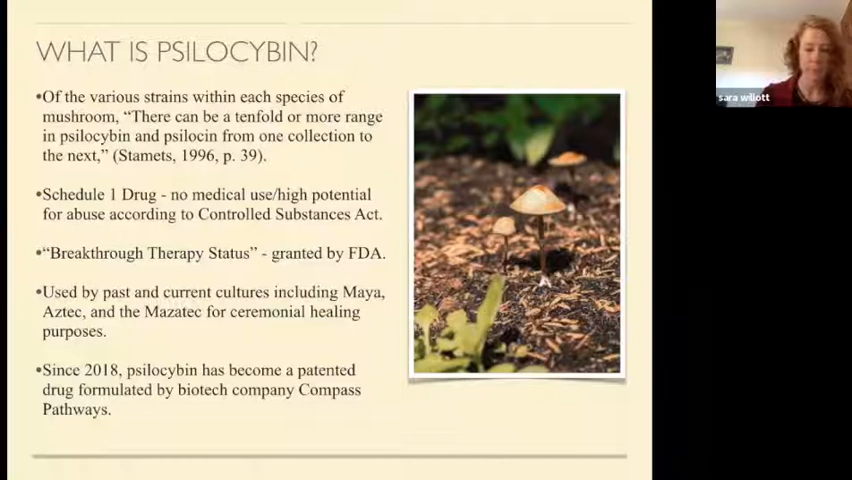 WHAT IS PSILOCYBIN?
•Of the various strains within each species of
mushroom, “There can be a tenfold or more range
in psilocybin and psilocin from one collection to
the next,” (Stamets, 1996, p. 39).
•Schedule 1 Drug - no medical use/high potential
for abuse according to Controlled Substances Act.
•“Breakthrough Therapy Status” - granted by FDA.
•Used by past and current cultures including Maya,
Aztec, and the Mazatec for ceremonial healing
purposes.
•Since 2018, psilocybin has become a patented
drug formulated by biotech company Compass
Pathways.
sara willott